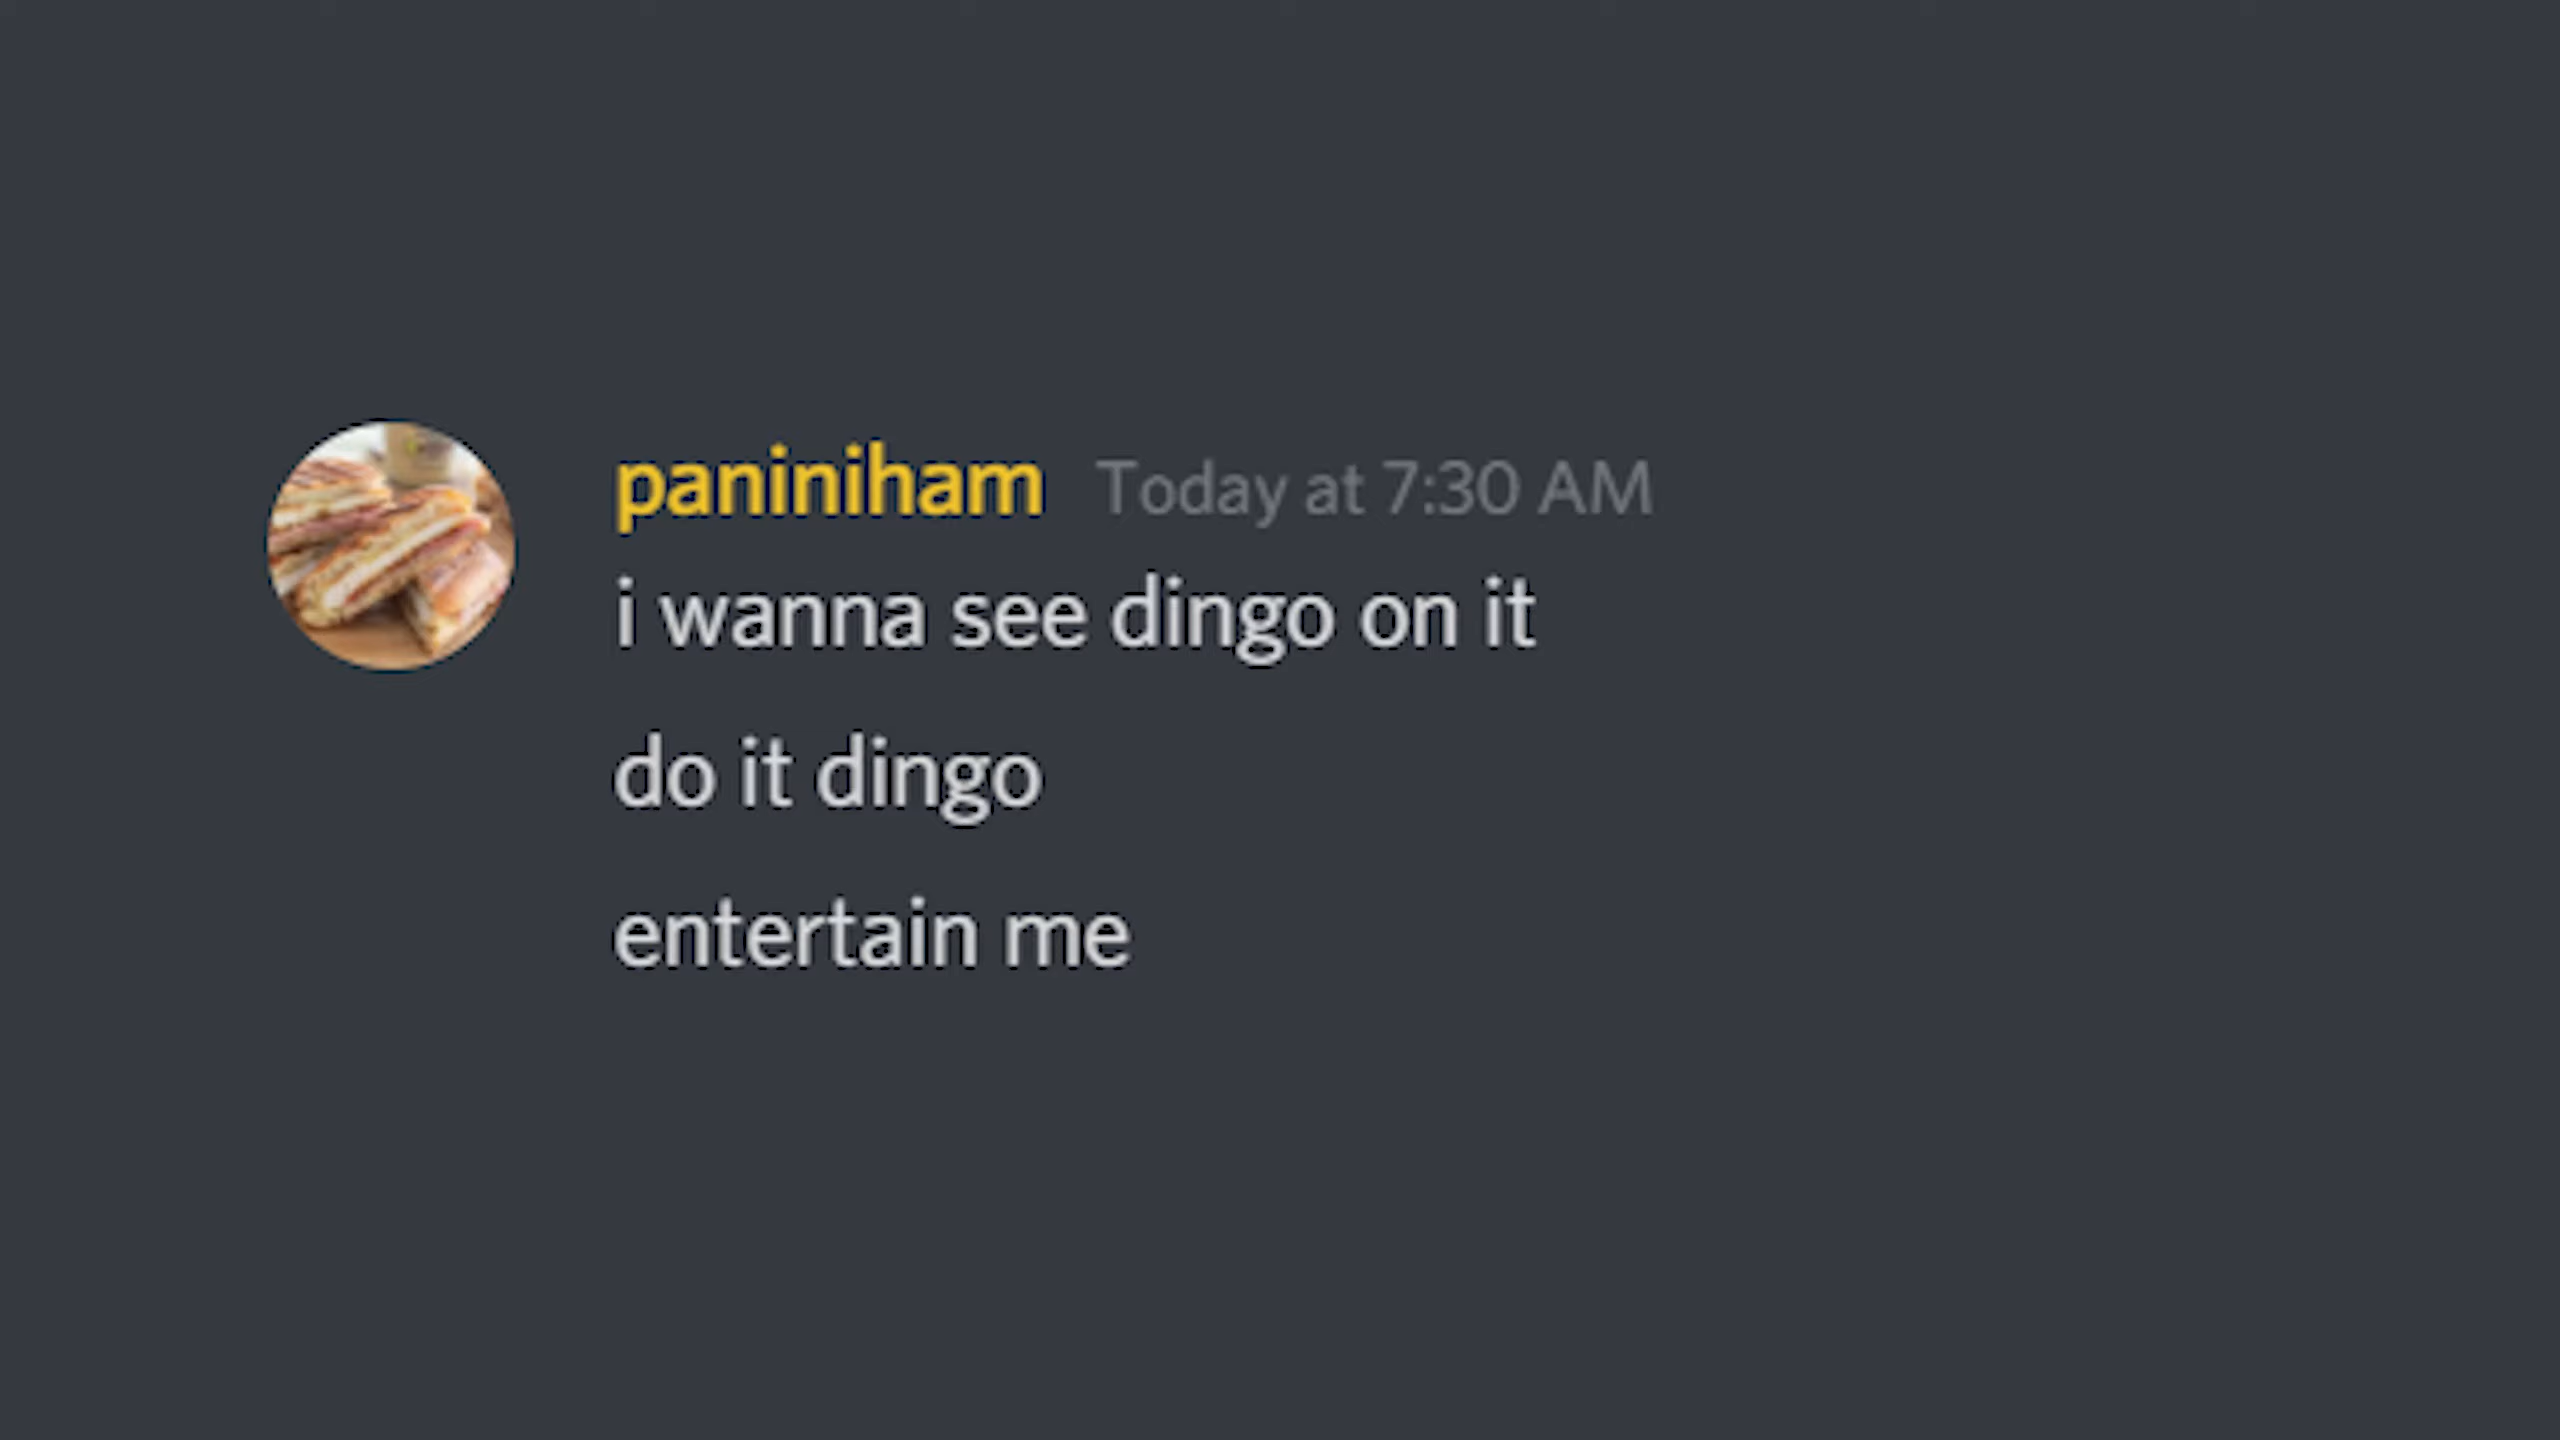 paniniham Today at 7:30 AM
i wanna see dingo on it
do it dingo
entertain me